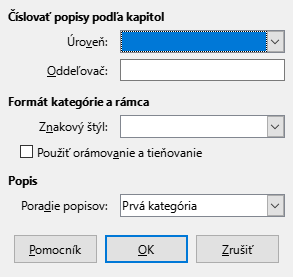 Číslovať popisy podľa kapitol
Úroveň:
Oddeľovač:
Formát kategórie a rámca
Znakový štýl:
Použiť orámovanie a tieňovanie
Popis
Poradie popisov: Prvá kategória
Pomocník OK Zrušiť